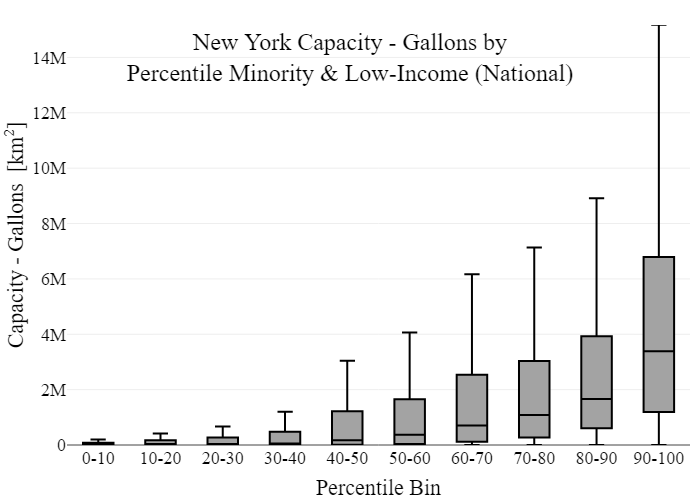 New York Capacity - Gallons by
Percentile Minority & Low-Income (National)
Capacity - Gallons [km²]
14M
12M
10M
8M
6M
4M
2M
0
0-10 10-20 20-30 30-40 40-50 50-60 60-70 70-80 80-90 90-100
Percentile Bin